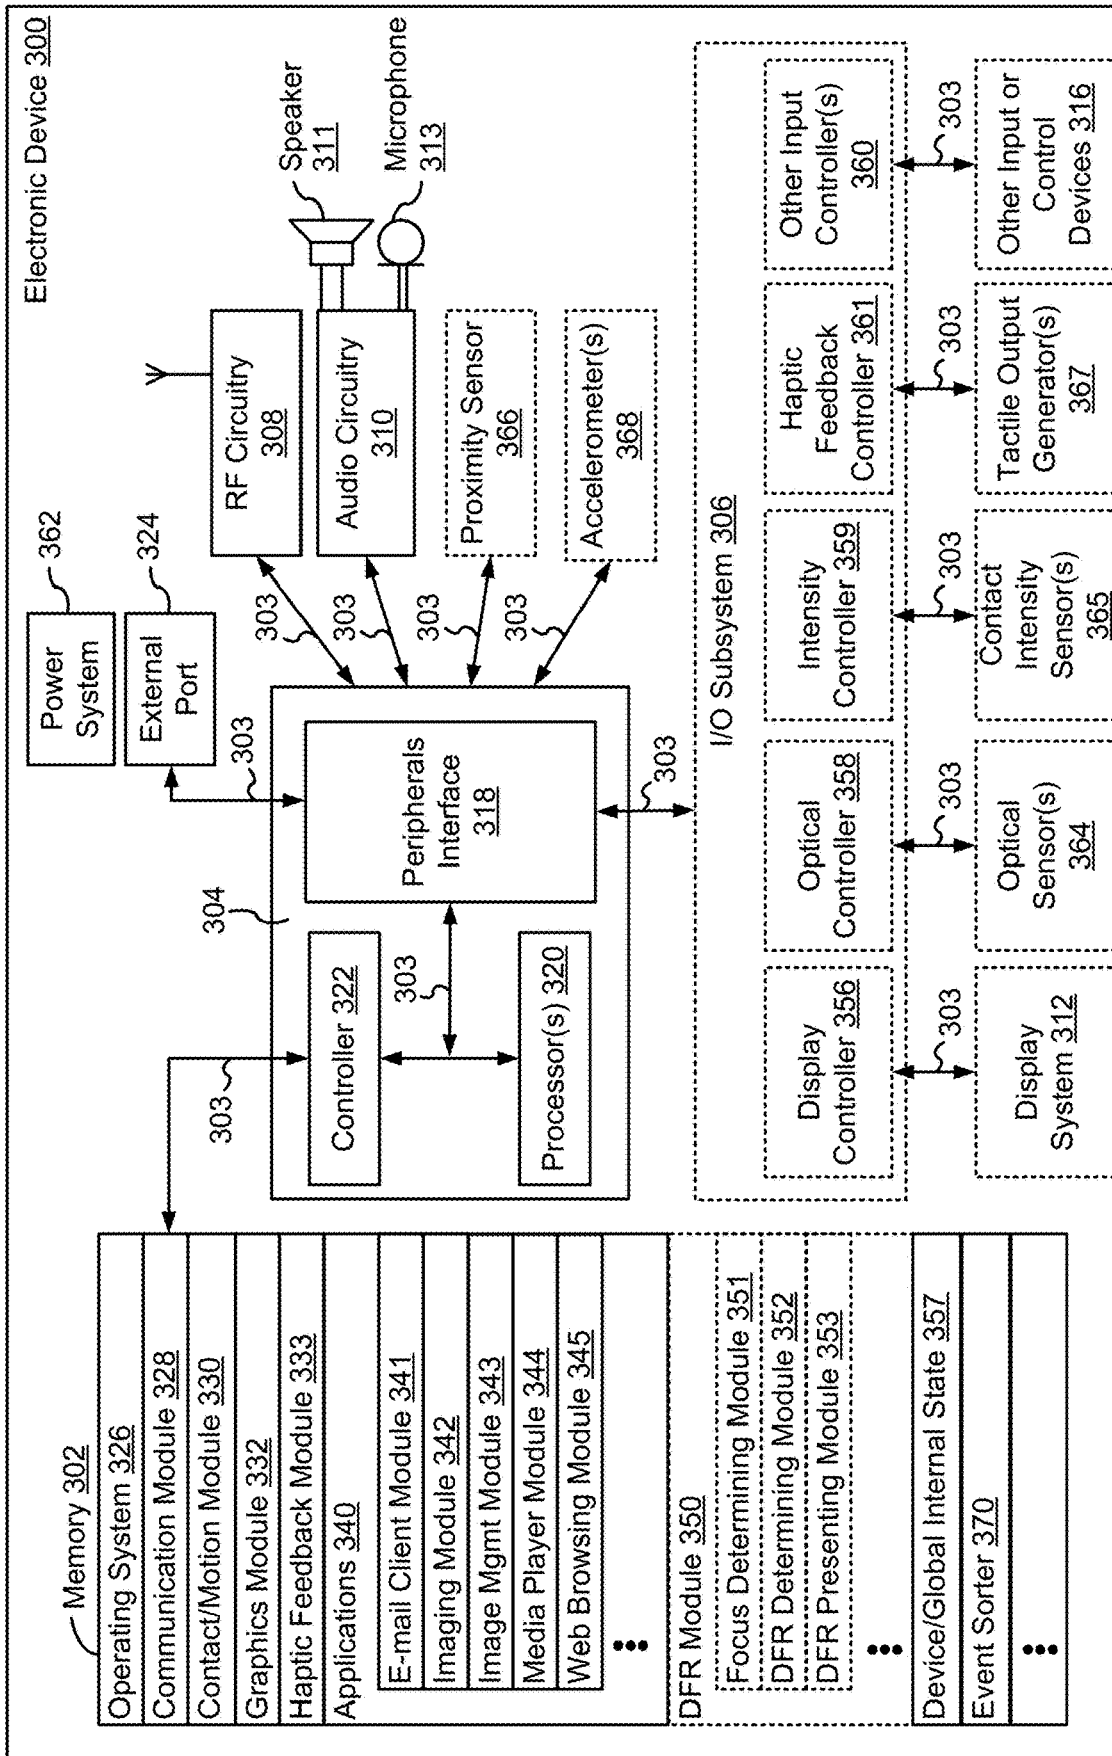 Electronic Device 300
Memory 302
Operating System 326
Communication Module 328
Contact/Motion Module 330
Graphics Module 332
Haptic Feedback Module 333
Applications 340
E-mail Client Module 341
Imaging Module 342
Image Mgmt Module 343
Media Player Module 344
Web Browsing Module 345
DFR Module 350
Focus Determining Module 351
DFR Determining Module 352
DFR Presenting Module 353
Device/Global Internal State 357
Event Sorter 370
303
304
Controller 322
Processor(s) 320
303
Peripherals
Interface
318
303
Power
System
362
External
Port
324
303
303
303
303
303
RF Circuitry
308
Audio Circuitry
310
Speaker
311
Microphone
313
Proximity Sensor
366
Accelerometer(s)
368
I/O Subsystem 306
Display
Controller 356
Optical
Controller 358
Intensity
Controller 359
Haptic
Feedback
Controller 361
Other Input
Controller(s)
360
303
303
303
303
303
Display
System 312
Optical
Sensor(s)
364
Contact
Intensity
Sensor(s)
365
Tactile Output
Generator(s)
367
Other Input or
Control
Devices 316